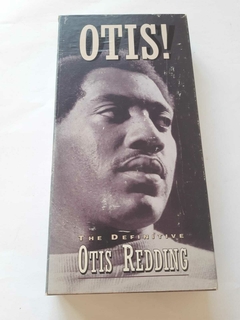 OTIS!
THE DEFINITIVE
OTIS REDDING